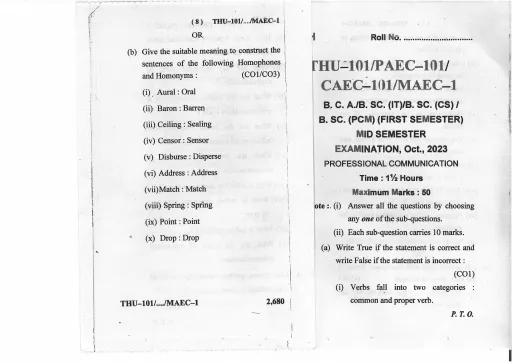 ( 8 ) THU–101/.../MAEC–1
OR
(b) Give the suitable meaning to construct the
sentences of the following Homophones
and Homonyms : (CO1/CO3)
(i) Aural : Oral
(ii) Baron : Barren
(iii) Ceiling : Sealing
(iv) Censor : Sensor
(v) Disburse : Disperse
(vi) Address : Address
(vii) Match : Match
(viii) Spring : Spring
(ix) Point : Point
(x) Drop : Drop
THU–101/..../MAEC–1 2,680
H Roll No. ..............................
THU–101/PAEC–101/
CAEC–101/MAEC–1
B. C. A./B. SC. (IT)/B. SC. (CS) /
B. SC. (PCM) (FIRST SEMESTER)
MID SEMESTER
EXAMINATION, Oct., 2023
PROFESSIONAL COMMUNICATION
Time : 1½ Hours
Maximum Marks : 50
ote : (i) Answer all the questions by choosing
any one of the sub-questions.
(ii) Each sub-question carries 10 marks.
(a) Write True if the statement is correct and
write False if the statement is incorrect :
(CO1)
(i) Verbs fall into two categories :
common and proper verb.
P. T. O.